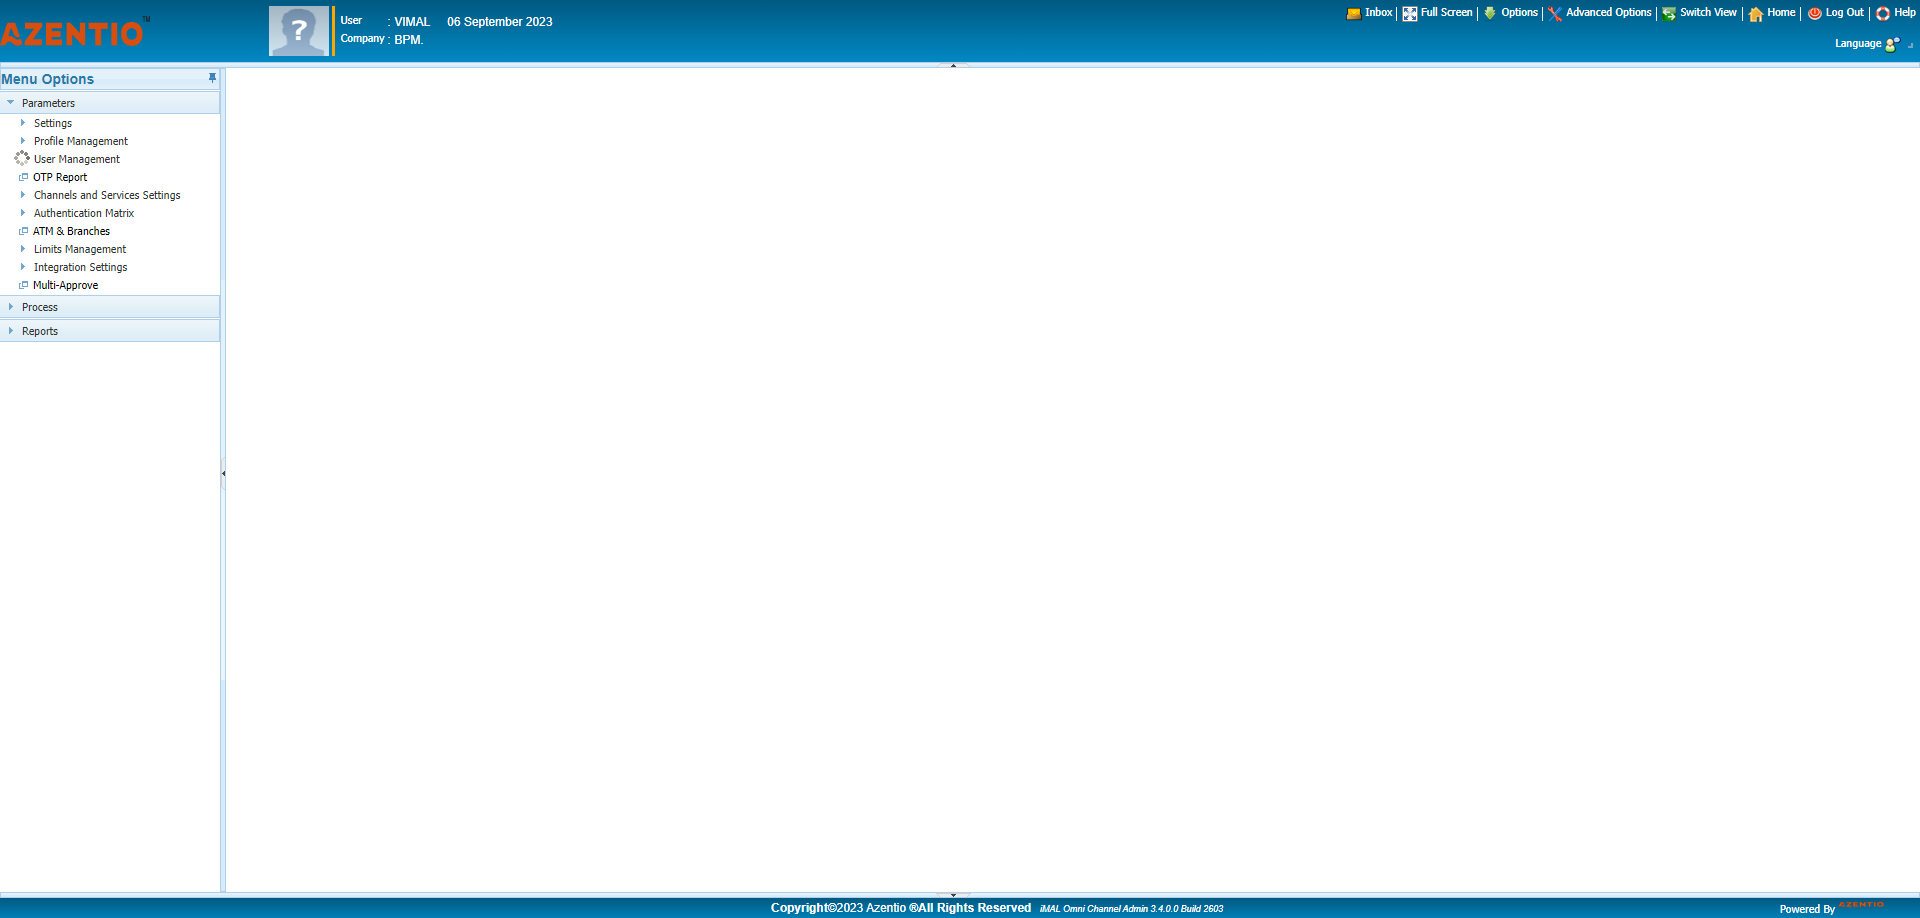 AZENTIO™
?
User : VIMAL 06 September 2023
Company : BPM.
Inbox | Full Screen | Options | Advanced Options | Switch View | Home | Log Out | Help
Language
Menu Options
Parameters
Settings
Profile Management
User Management
OTP Report
Channels and Services Settings
Authentication Matrix
ATM & Branches
Limits Management
Integration Settings
Multi-Approve
Process
Reports
Copyright©2023 Azentio ®All Rights Reserved iMAL Omni Channel Admin 3.4.0.0 Build 2603
Powered By AZENTIO